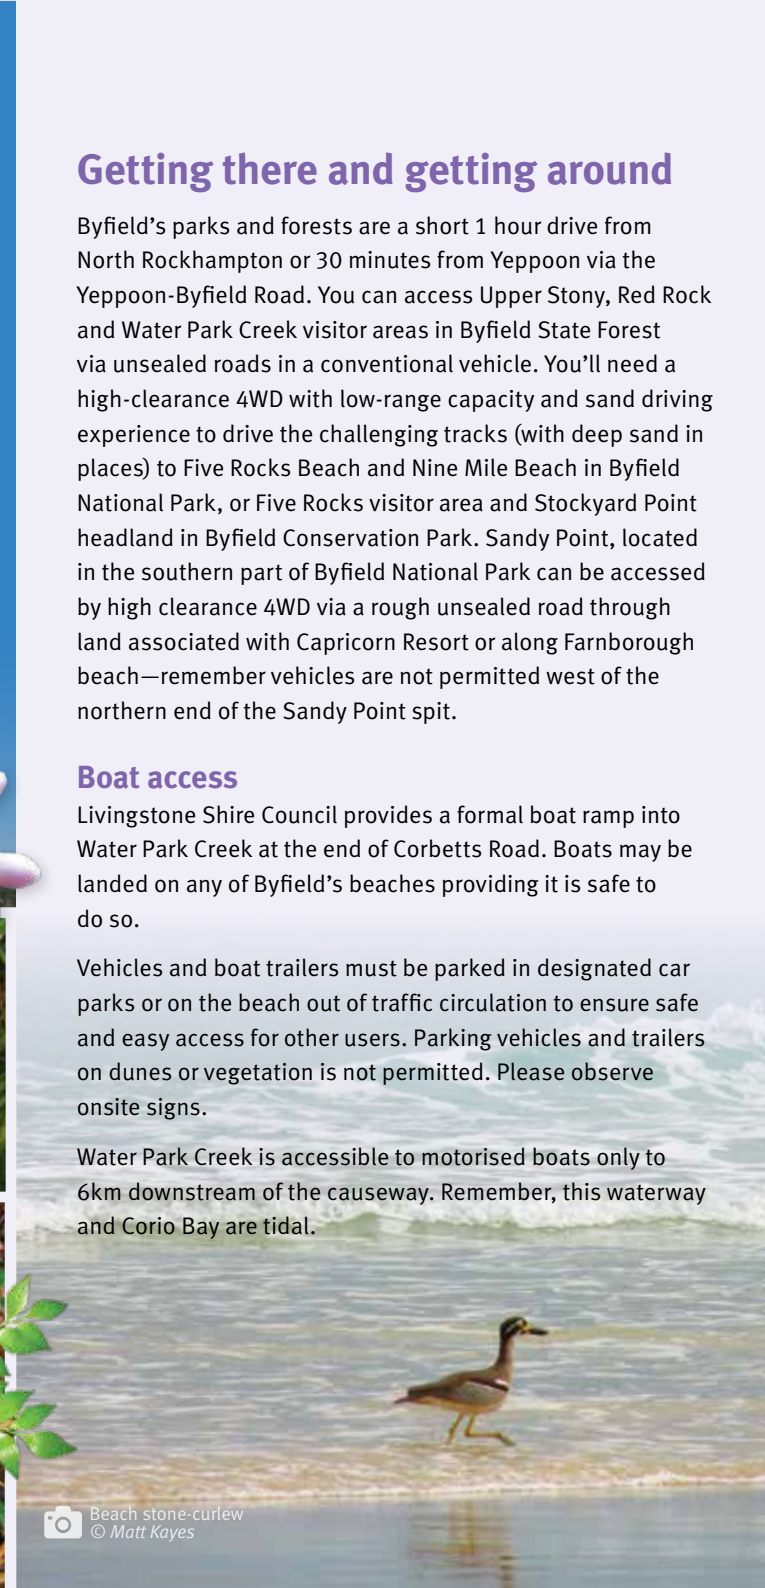 Getting there and getting around
Byfield’s parks and forests are a short 1 hour drive from
North Rockhampton or 30 minutes from Yeppoon via the
Yeppoon-Byfield Road. You can access Upper Stony, Red Rock
and Water Park Creek visitor areas in Byfield State Forest
via unsealed roads in a conventional vehicle. You’ll need a
high-clearance 4WD with low-range capacity and sand driving
experience to drive the challenging tracks (with deep sand in
places) to Five Rocks Beach and Nine Mile Beach in Byfield
National Park, or Five Rocks visitor area and Stockyard Point
headland in Byfield Conservation Park. Sandy Point, located
in the southern part of Byfield National Park can be accessed
by high clearance 4WD via a rough unsealed road through
land associated with Capricorn Resort or along Farnborough
beach—remember vehicles are not permitted west of the
northern end of the Sandy Point spit.
Boat access
Livingstone Shire Council provides a formal boat ramp into
Water Park Creek at the end of Corbetts Road. Boats may be
landed on any of Byfield’s beaches providing it is safe to
do so.
Vehicles and boat trailers must be parked in designated car
parks or on the beach out of traffic circulation to ensure safe
and easy access for other users. Parking vehicles and trailers
on dunes or vegetation is not permitted. Please observe
onsite signs.
Water Park Creek is accessible to motorised boats only to
6km downstream of the causeway. Remember, this waterway
and Corio Bay are tidal.
Beach stone-curlew
© Matt Kayes